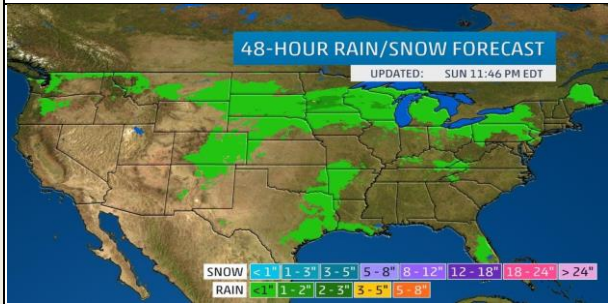 48-HOUR RAIN/SNOW FORECAST
UPDATED: SUN 11:46 PM EDT
SNOW <1" 1 - 3" 3 - 5" 5 - 8" 8 - 12" 12 - 18" 18 - 24" > 24"
RAIN <1" 1 - 2" 2 - 3" 3 - 5" 5 - 8"